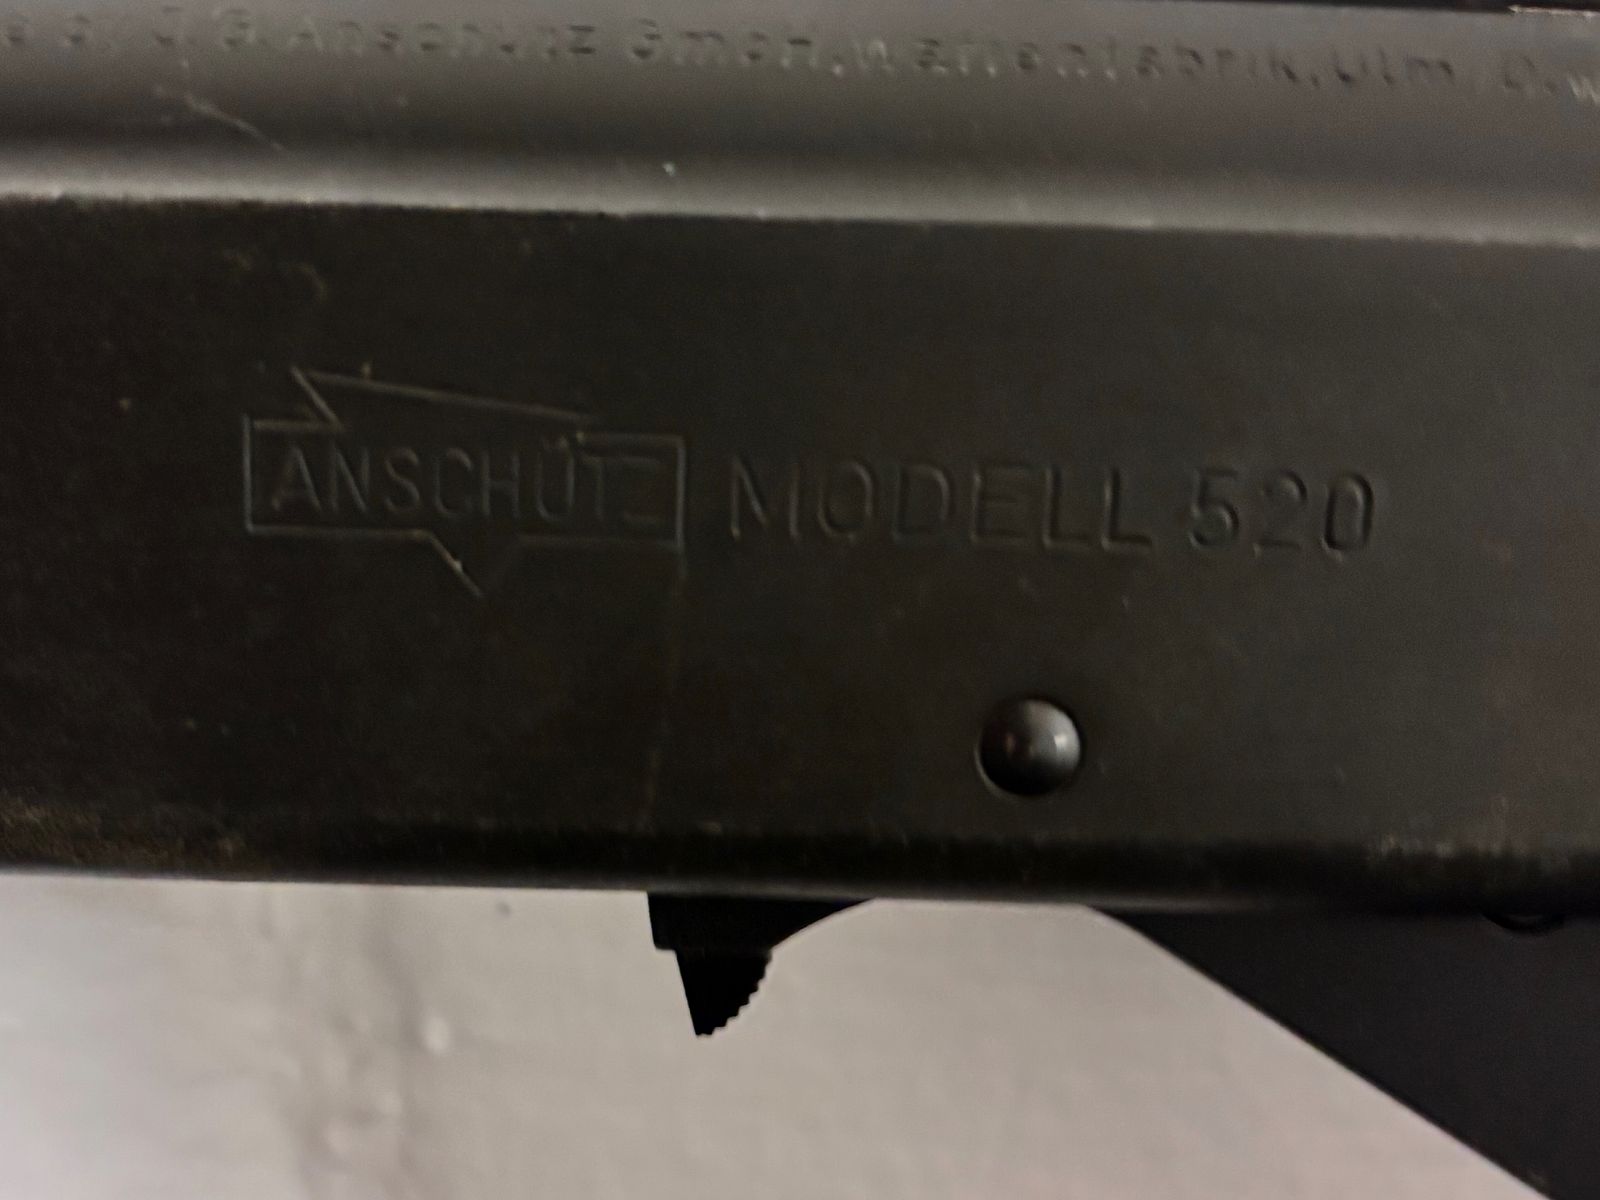 J.G.Anschütz GmbH,Waffenfabrik,Ulm/D.
ANSCHÜTZ MODELL 520